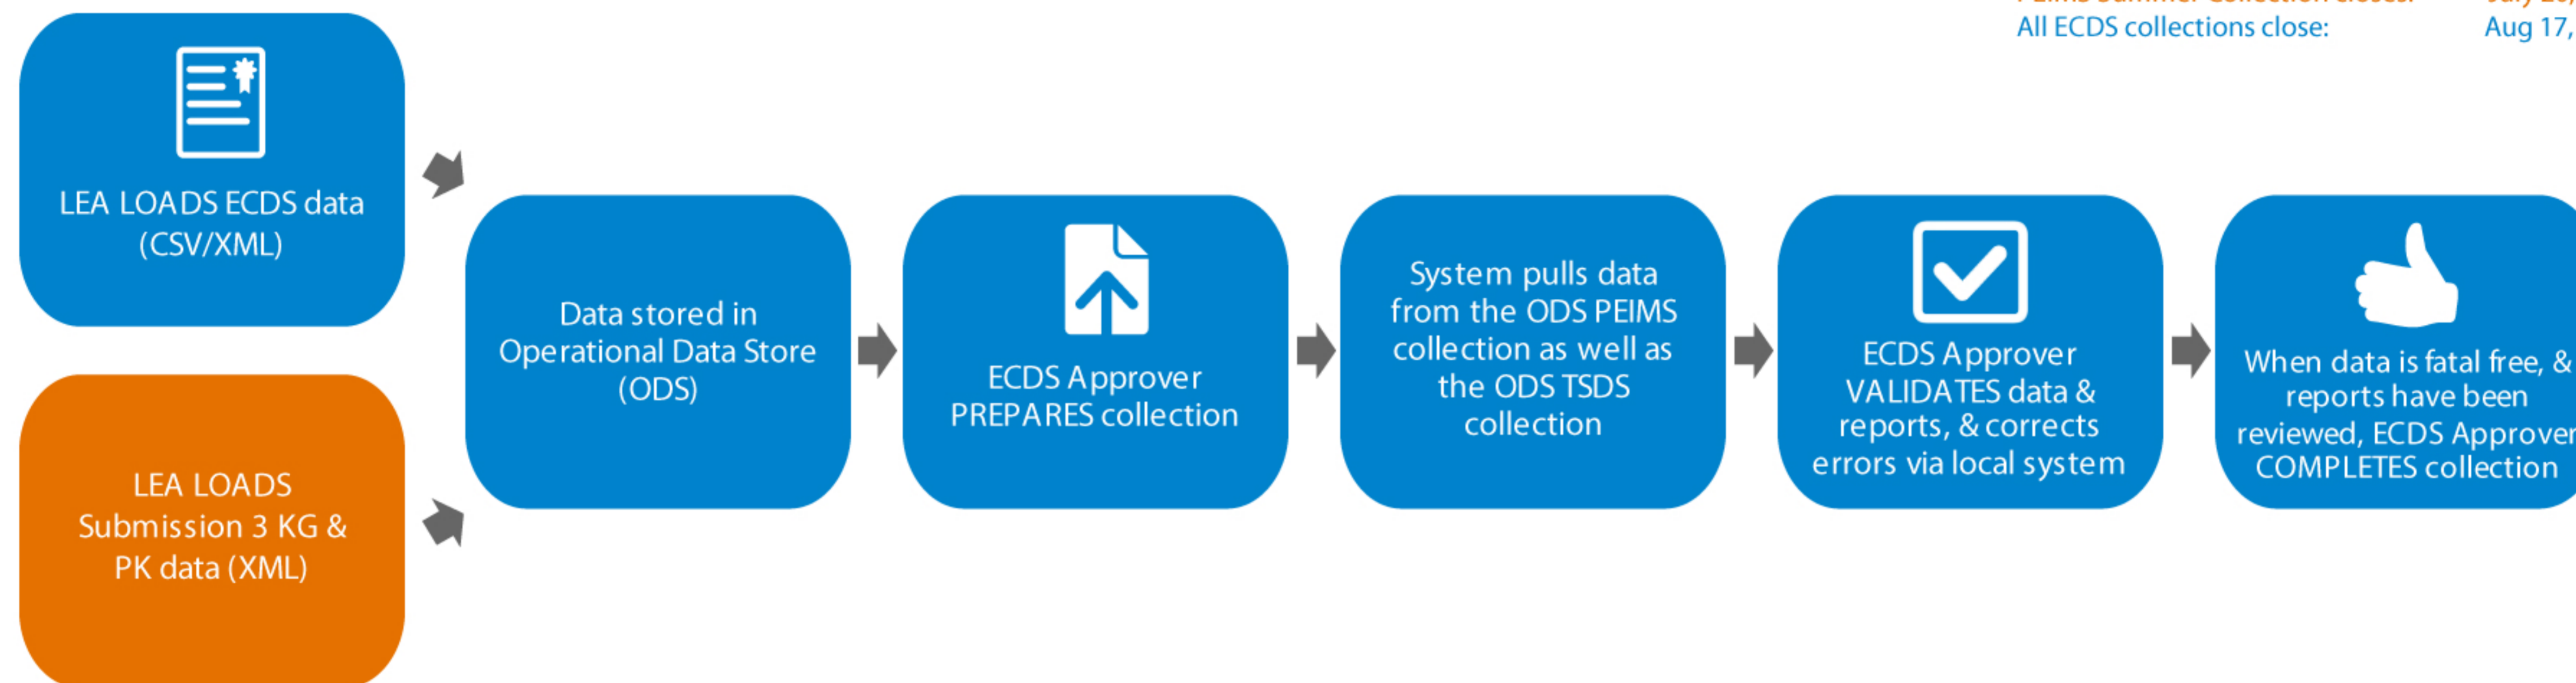 All ECDS collections close: Aug 17,
LEA LOADS ECDS data
(CSV/XML)
LEA LOADS
Submission 3 KG &
PK data (XML)
Data stored in
Operational Data Store
(ODS)
ECDS Approver
PREPARES collection
System pulls data
from the ODS PEIMS
collection as well as
the ODS TSDS
collection
ECDS Approver
VALIDATES data &
reports, & corrects
errors via local system
When data is fatal free, &
reports have been
reviewed, ECDS Approver
COMPLETES collection